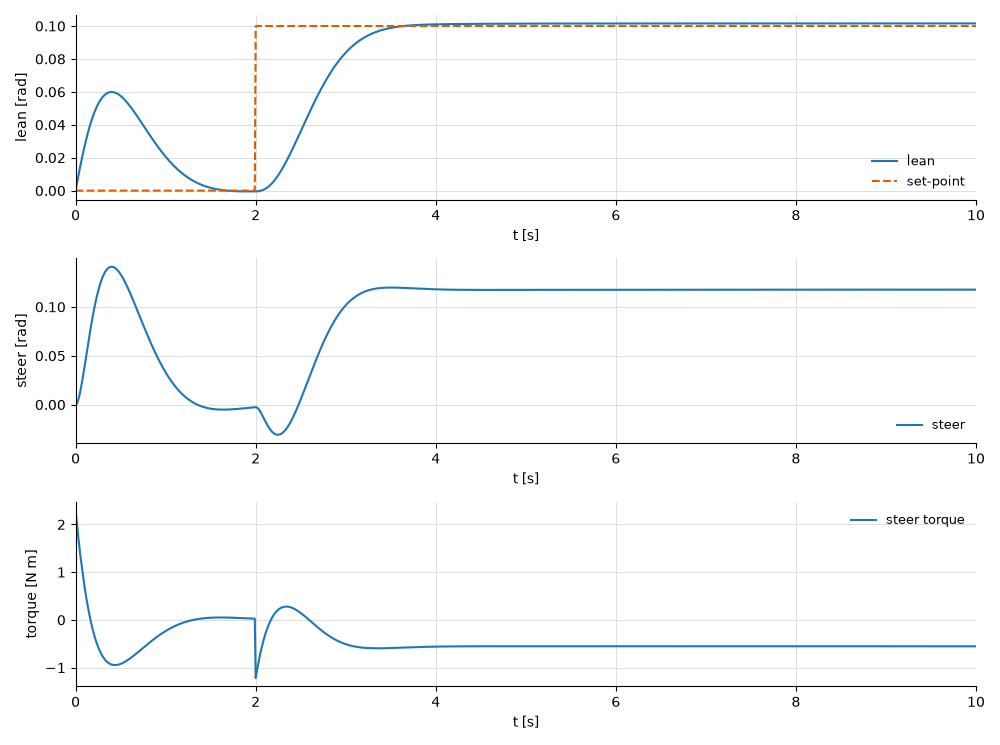 lean [rad]
0.10
0.08
0.06
0.04
0.02
0.00
lean
set-point
0 2 4 6 8 10
t [s]
steer [rad]
0.10
0.05
0.00
steer
0 2 4 6 8 10
t [s]
torque [N m]
2
1
0
−1
steer torque
0 2 4 6 8 10
t [s]